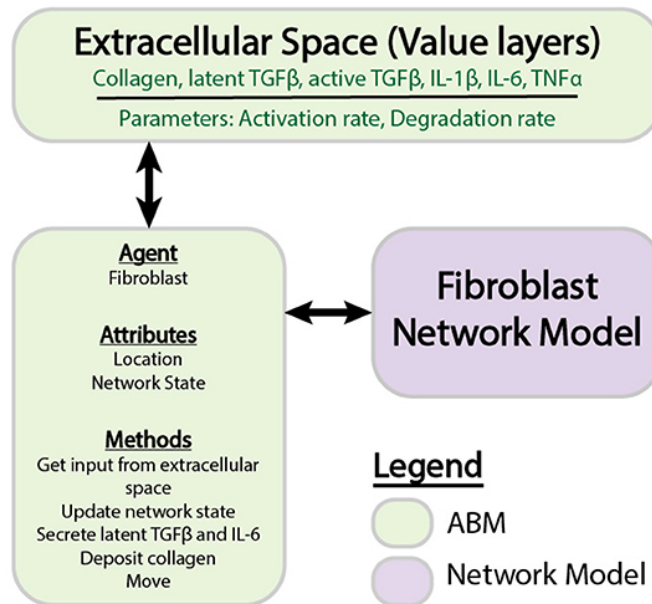 Extracellular Space (Value layers)
Collagen, latent TGFβ, active TGFβ, IL-1β, IL-6, TNFα
Parameters: Activation rate, Degradation rate
Agent
Fibroblast
Attributes
Location
Network State
Methods
Get input from extracellular
space
Update network state
Secrete latent TGFβ and IL-6
Deposit collagen
Move
Fibroblast
Network Model
Legend
ABM
Network Model